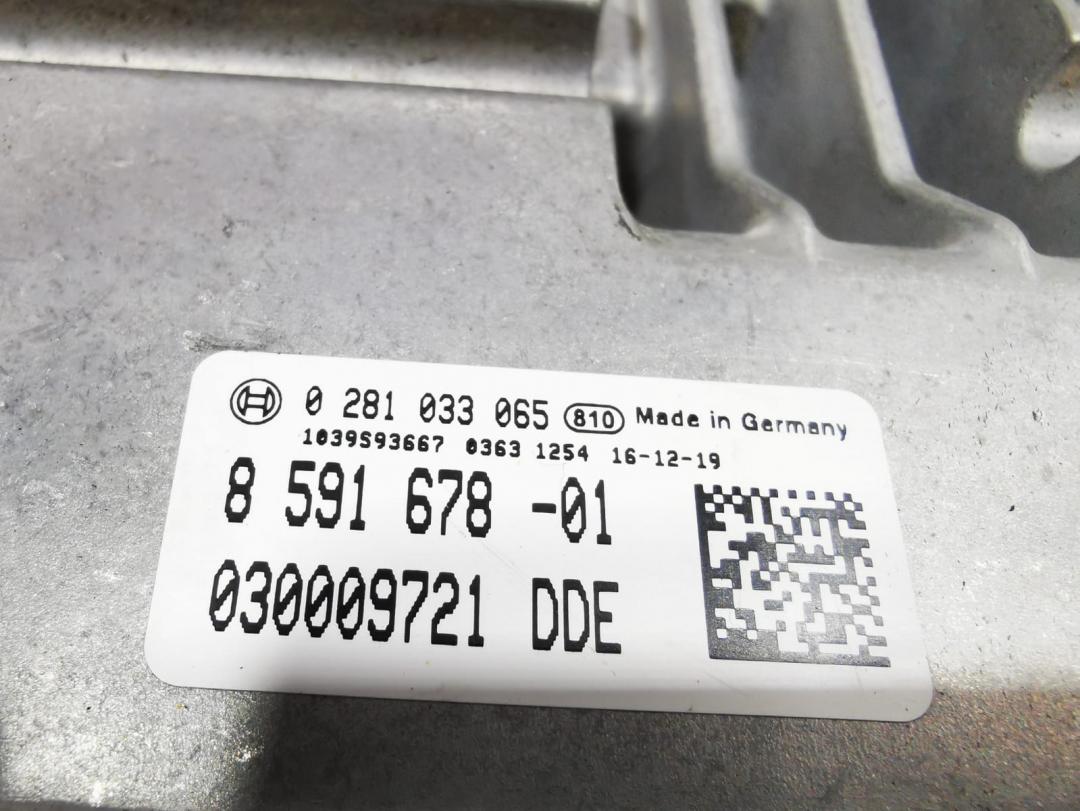 0 281 033 065 810 Made in Germany
1039S93667 0363 1254 16-12-19
8 591 678 -01
030009721 DDE